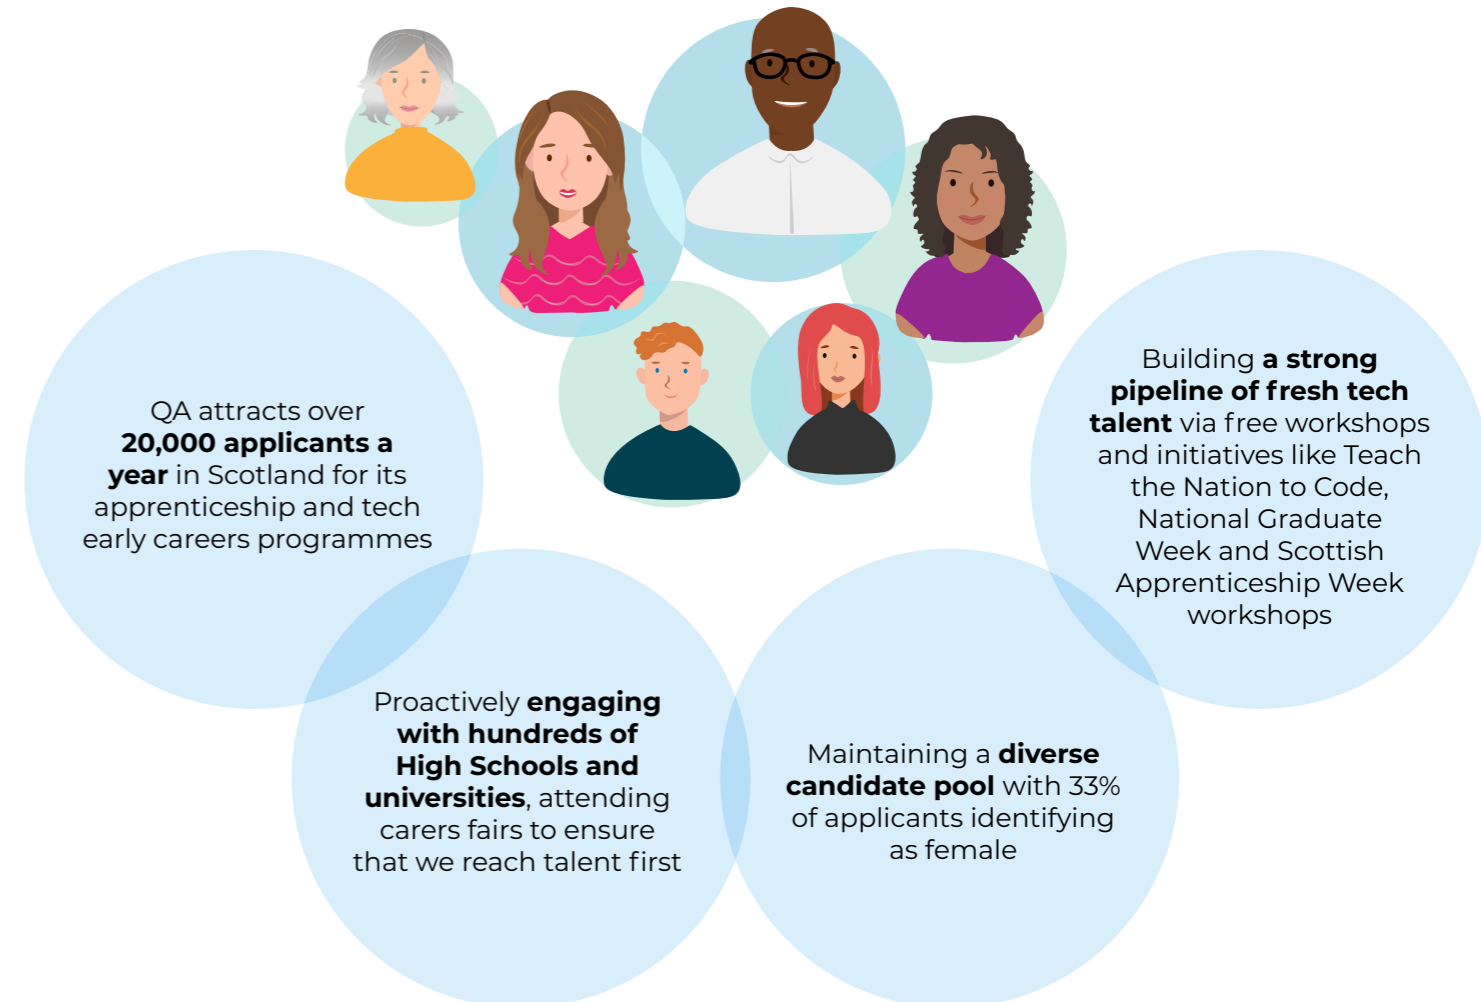 QA attracts over
20,000 applicants a
year in Scotland for its
apprenticeship and tech
early careers programmes
Proactively engaging
with hundreds of
High Schools and
universities, attending
carers fairs to ensure
that we reach talent first
Maintaining a diverse
candidate pool with 33%
of applicants identifying
as female
Building a strong
pipeline of fresh tech
talent via free workshops
and initiatives like Teach
the Nation to Code,
National Graduate
Week and Scottish
Apprenticeship Week
workshops